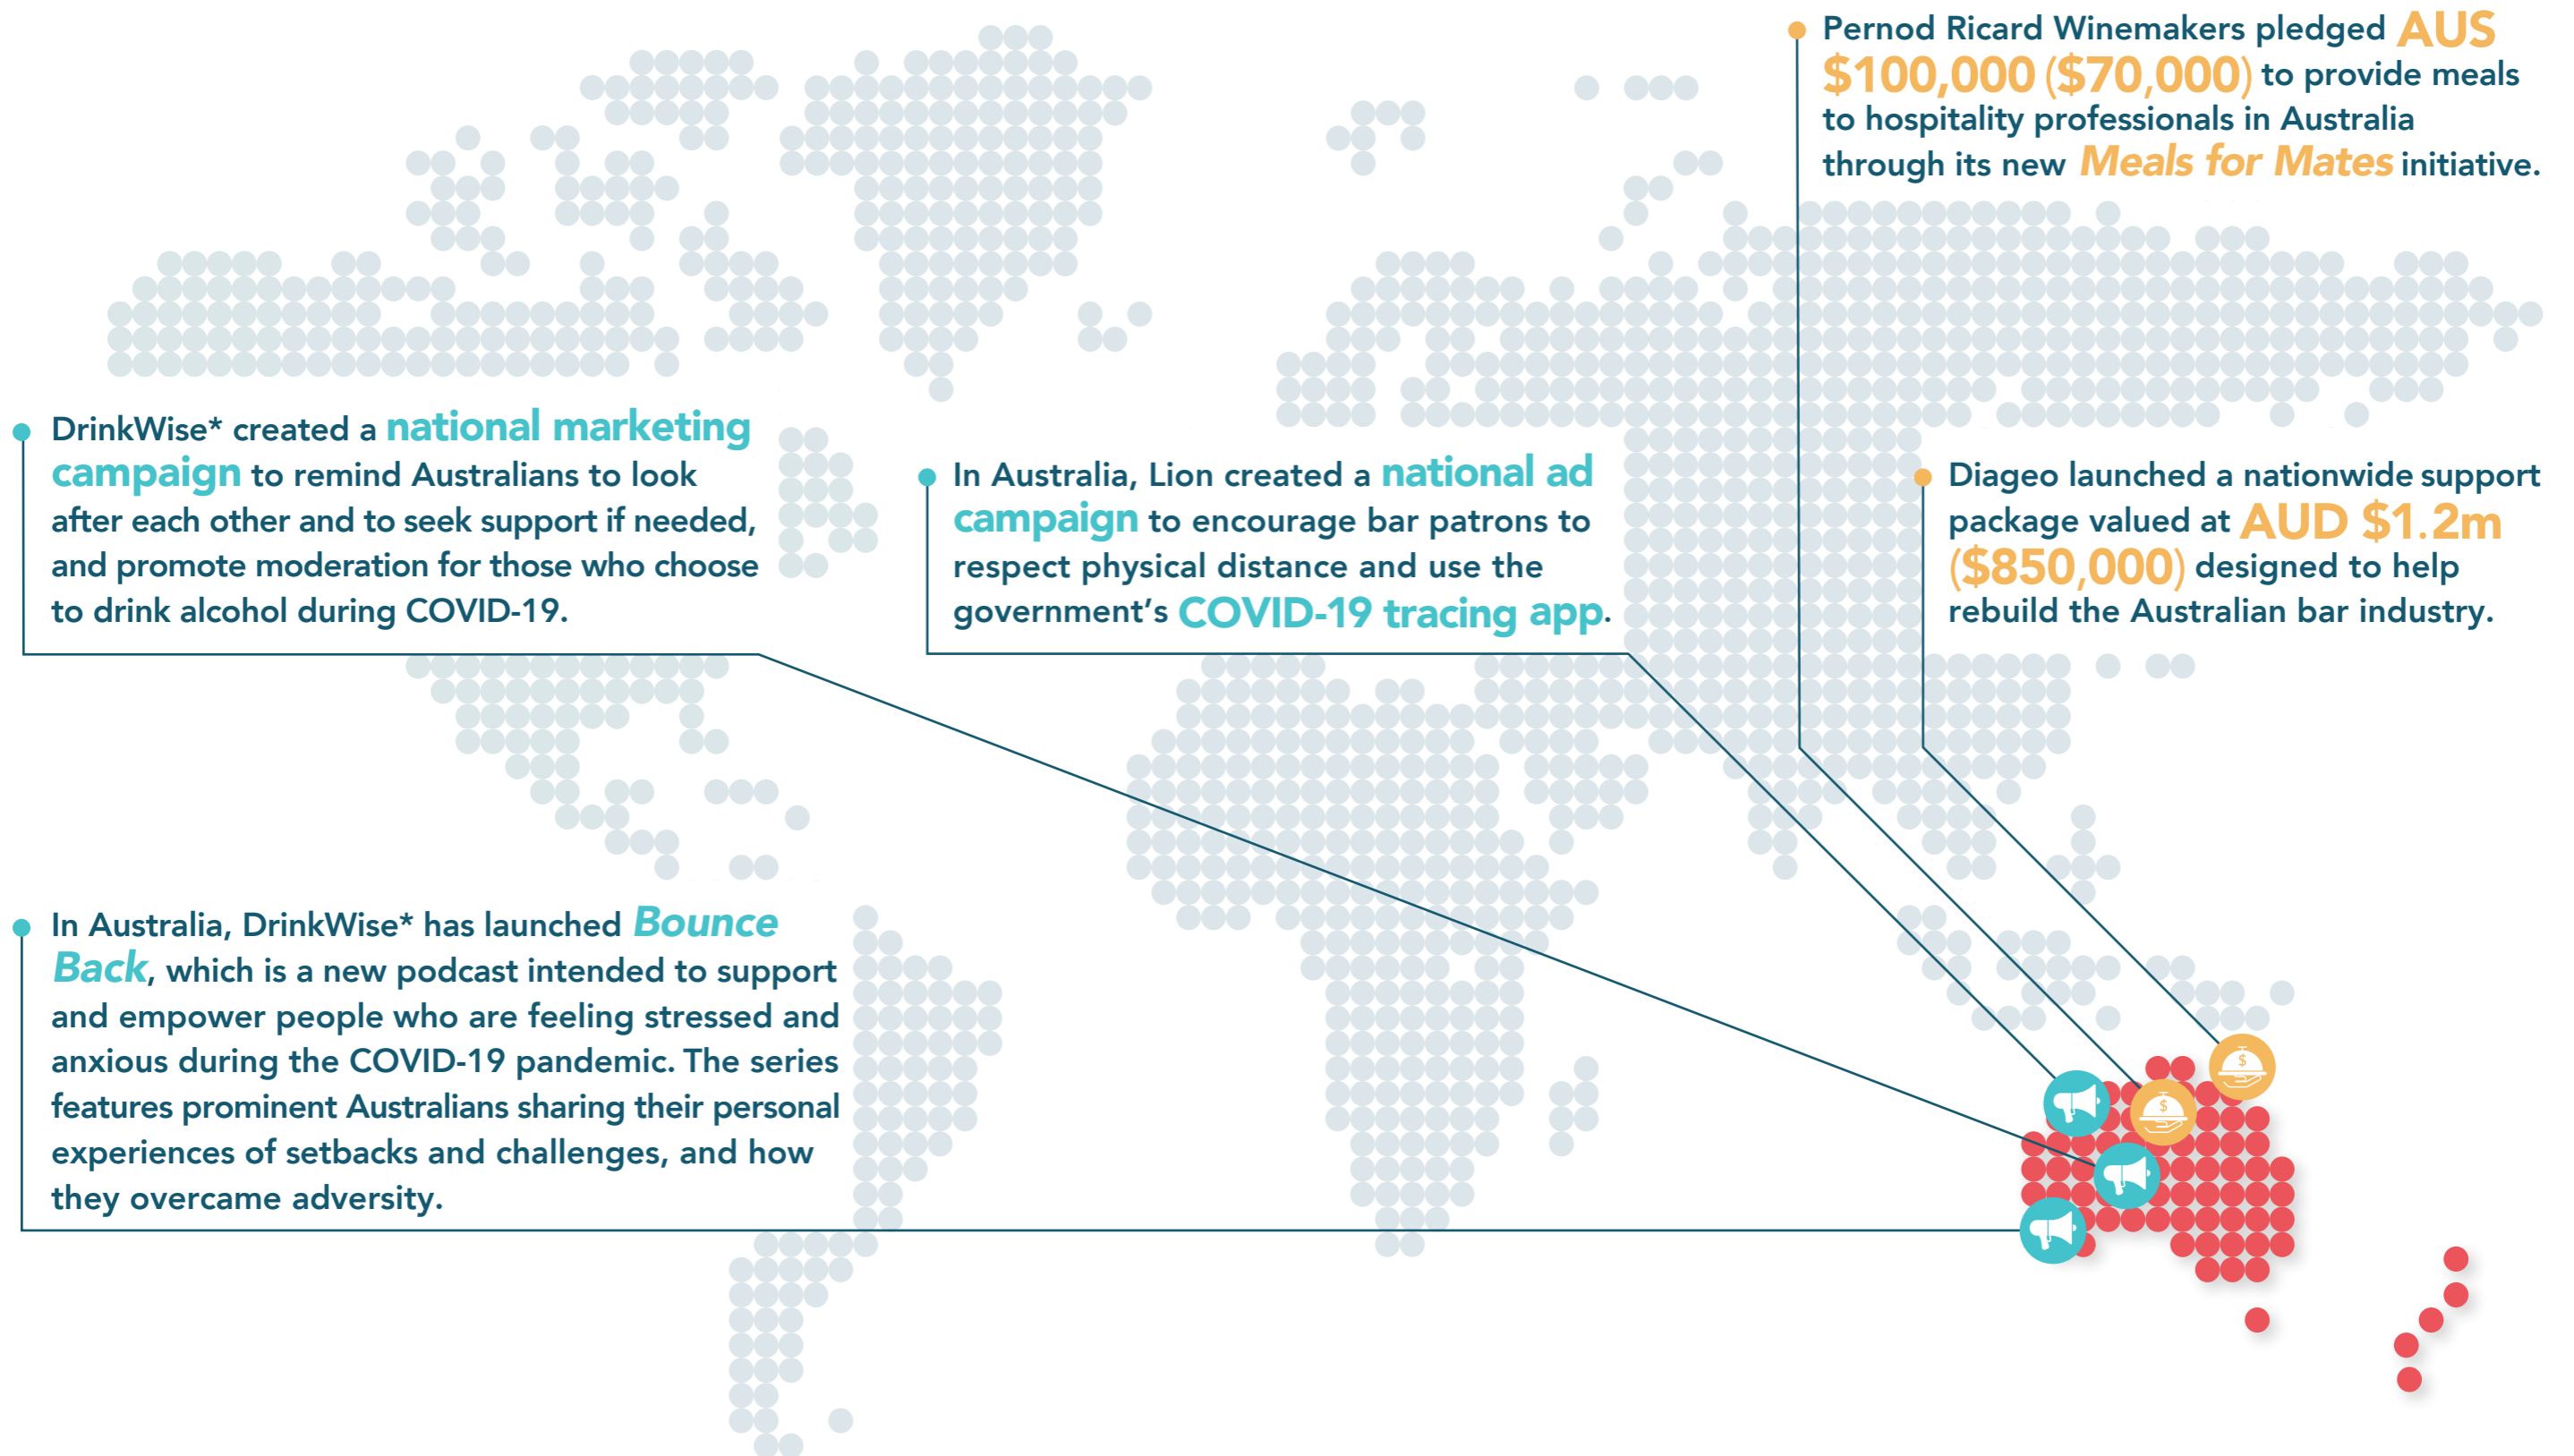 Pernod Ricard Winemakers pledged AUS
$100,000 ($70,000) to provide meals
to hospitality professionals in Australia
through its new Meals for Mates initiative.
DrinkWise* created a national marketing
campaign to remind Australians to look
after each other and to seek support if needed,
and promote moderation for those who choose
to drink alcohol during COVID-19.
In Australia, Lion created a national ad
campaign to encourage bar patrons to
respect physical distance and use the
government's COVID-19 tracing app.
Diageo launched a nationwide support
package valued at AUD $1.2m
($850,000) designed to help
rebuild the Australian bar industry.
In Australia, DrinkWise* has launched Bounce
Back, which is a new podcast intended to support
and empower people who are feeling stressed and
anxious during the COVID-19 pandemic. The series
features prominent Australians sharing their personal
experiences of setbacks and challenges, and how
they overcame adversity.
$
$